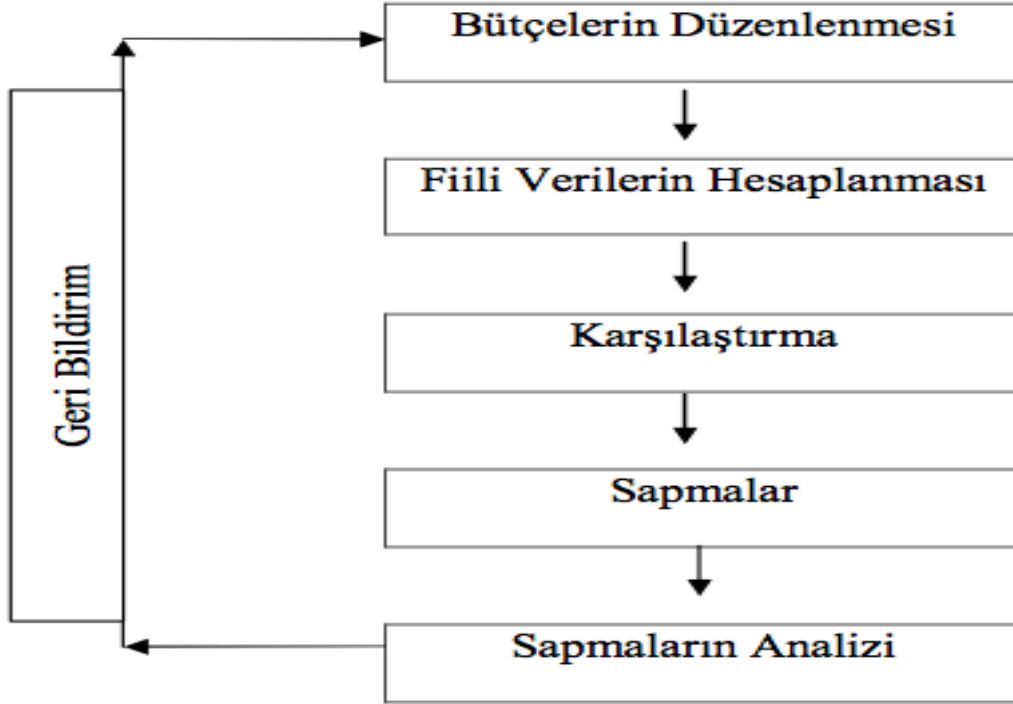 Bütçelerin Düzenlenmesi
Fiili Verilerin Hesaplanması
Karşılaştırma
Sapmalar
Sapmaların Analizi
Geri Bildirim